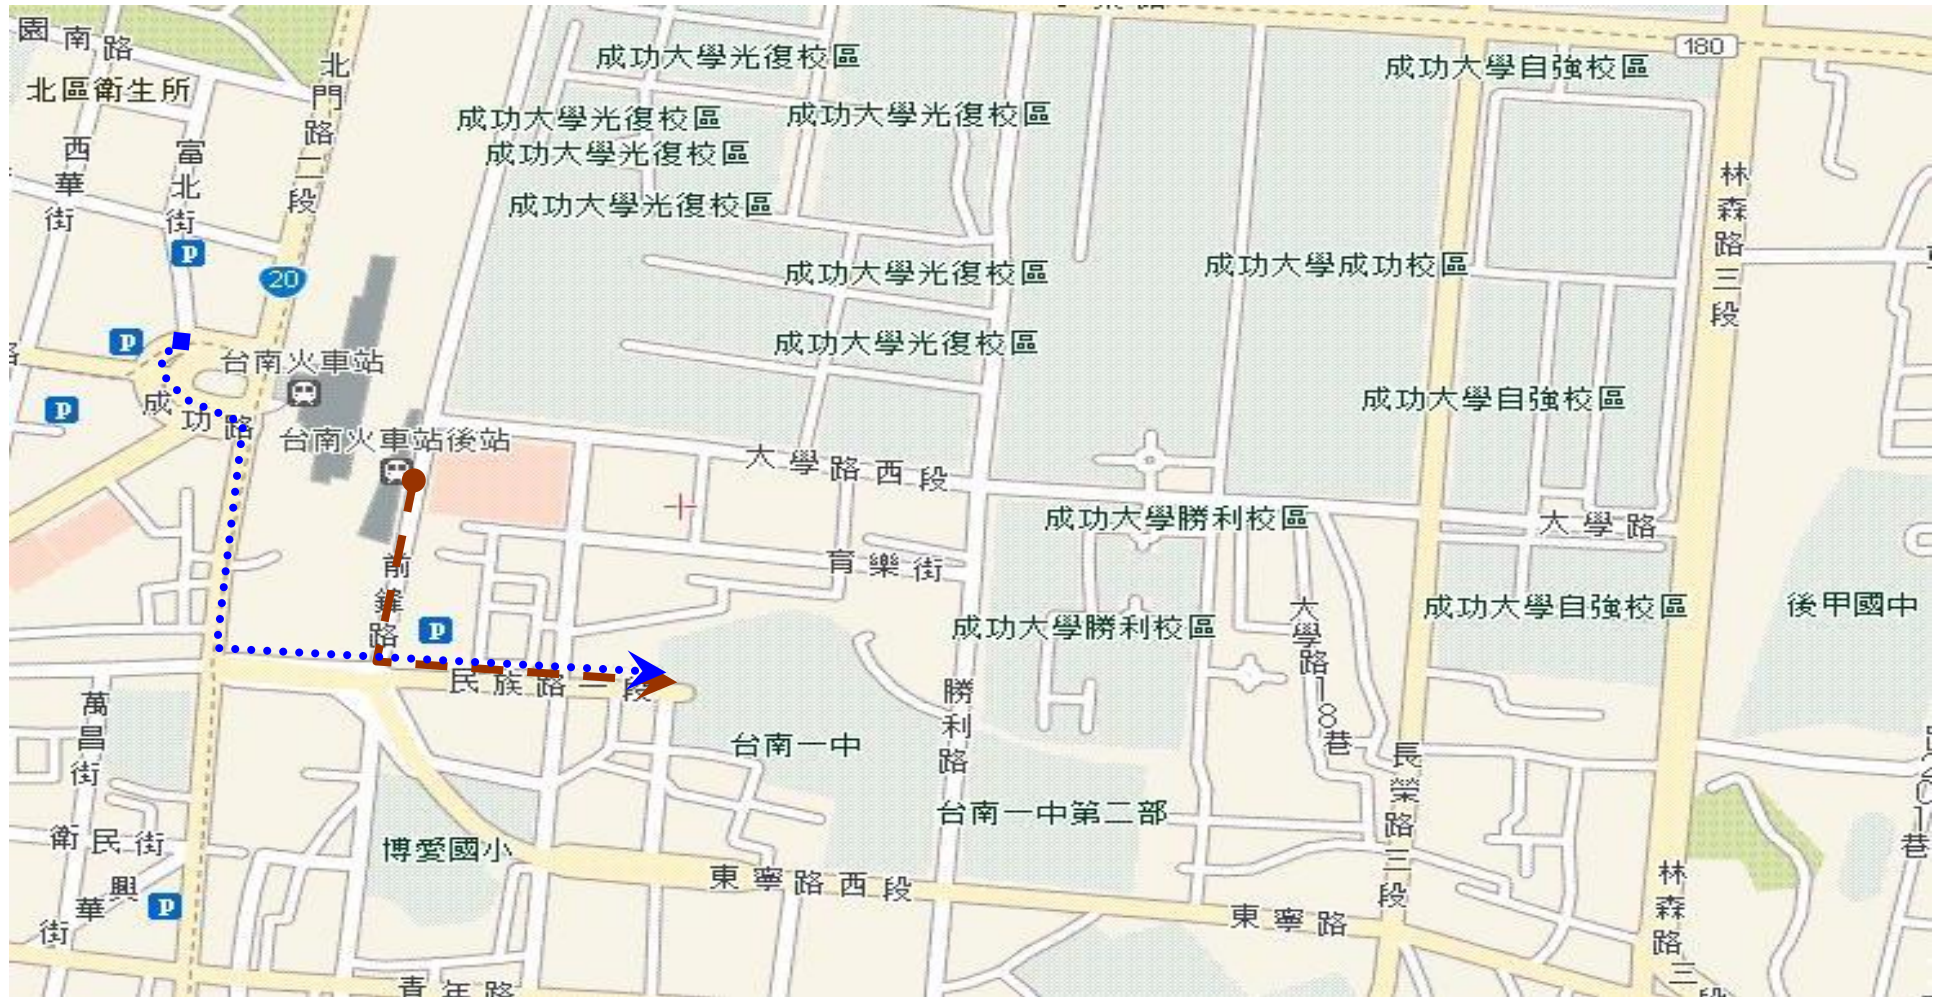 園南路
北區衛生所
西華街
富北街
北門路二段
P
20
P
P
台南火車站
成功路
台南火車站後站
成功大學光復校區
成功大學光復校區
成功大學光復校區
成功大學光復校區
成功大學光復校區
成功大學光復校區
成功大學光復校區
成功大學自強校區
180
林森路三段
成功大學成功校區
成功大學自強校區
大學路西段
成功大學勝利校區
大學路
育樂街
前鋒路
P
成功大學勝利校區
大學路18巷
成功大學自強校區
後甲國中
民族路一段
萬昌街
台南一中
勝利路
台南一中第二部
長榮路三段
衛民街
博愛國小
東寧路西段
東寧路
林森路三段
興華街
P
青年路
巷